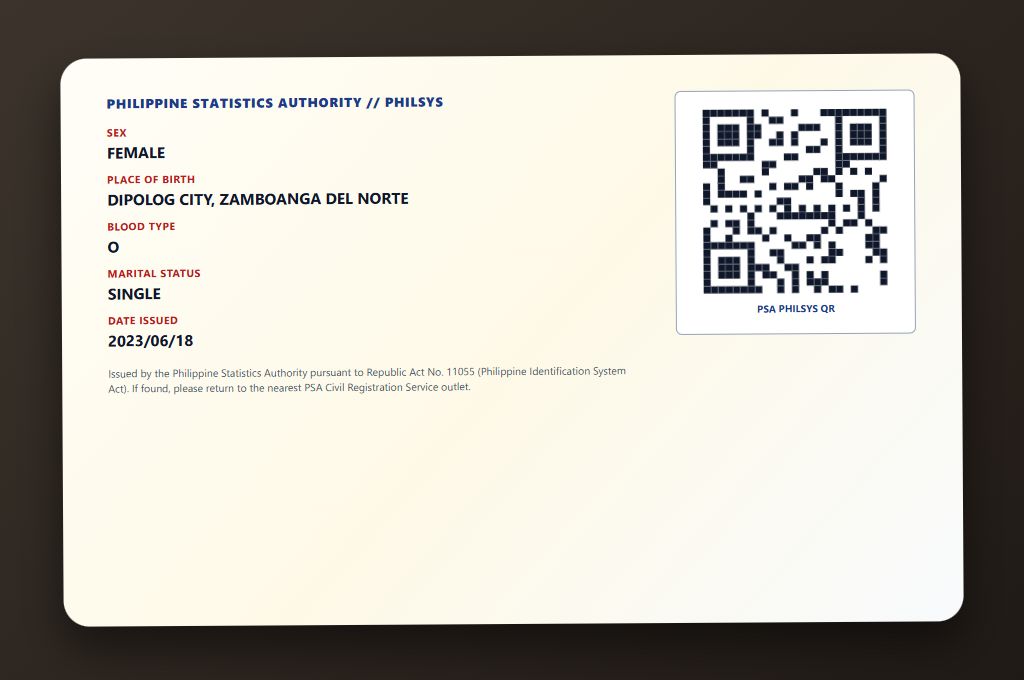 PHILIPPINE STATISTICS AUTHORITY // PHILSYS
SEX
FEMALE
PLACE OF BIRTH
DIPOLOG CITY, ZAMBOANGA DEL NORTE
BLOOD TYPE
O
MARITAL STATUS
SINGLE
DATE ISSUED
2023/06/18
Issued by the Philippine Statistics Authority pursuant to Republic Act No. 11055 (Philippine Identification System
Act). If found, please return to the nearest PSA Civil Registration Service outlet.
PSA PHILSYS QR